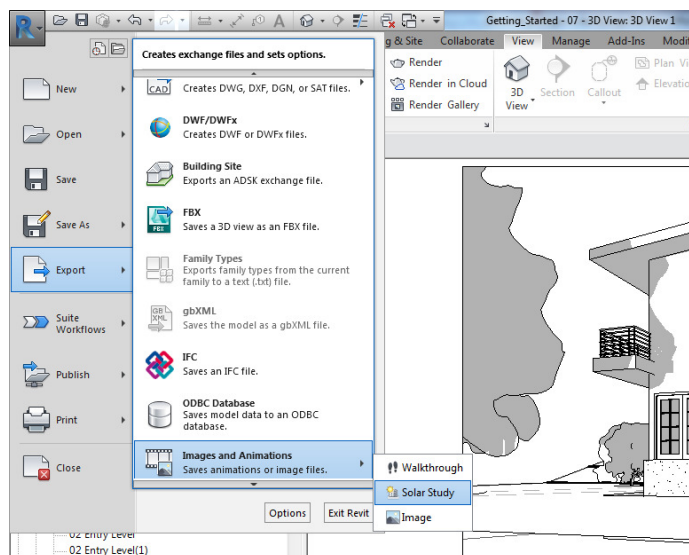 Getting_Started - 07 - 3D View: 3D View 1
g & Site Collaborate View Manage Add-Ins Modi
Render
Render in Cloud
Render Gallery
3D
View
Section
Callout
Plan Vi
Elevatio
Creates exchange files and sets options.
New
Open
Save
Save As
Export
Suite
Workflows
Publish
Print
Close
CAD
Creates DWG, DXF, DGN, or SAT files.
DWF/DWFx
Creates DWF or DWFx files.
Building Site
Exports an ADSK exchange file.
FBX
FBX
Saves a 3D view as an FBX file.
Family Types
Exports family types from the current
family to a text (.txt) file.
GB
XML
gbXML
Saves the model as a gbXML file.
IFC
Saves an IFC file.
ODBC Database
Saves model data to an ODBC
database.
Images and Animations
Saves animations or image files.
Walkthrough
Solar Study
Image
Options Exit Revit
02 Entry Level
02 Entry Level(1)